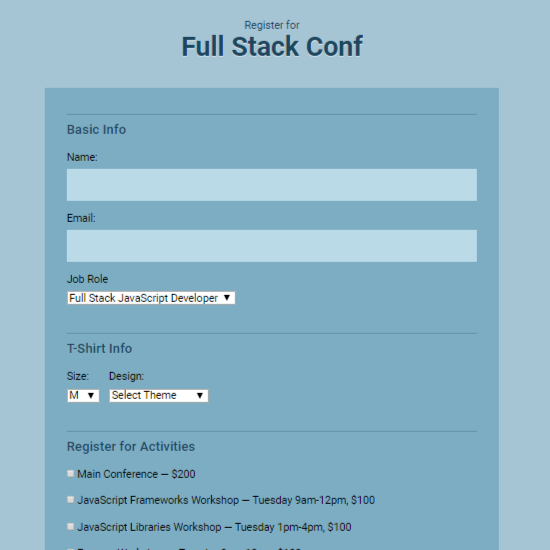 Register for
Full Stack Conf
Basic Info
Name:
Email:
Job Role
Full Stack JavaScript Developer
T-Shirt Info
Size: Design:
M Select Theme
Register for Activities
Main Conference — $200
JavaScript Frameworks Workshop — Tuesday 9am-12pm, $100
JavaScript Libraries Workshop — Tuesday 1pm-4pm, $100